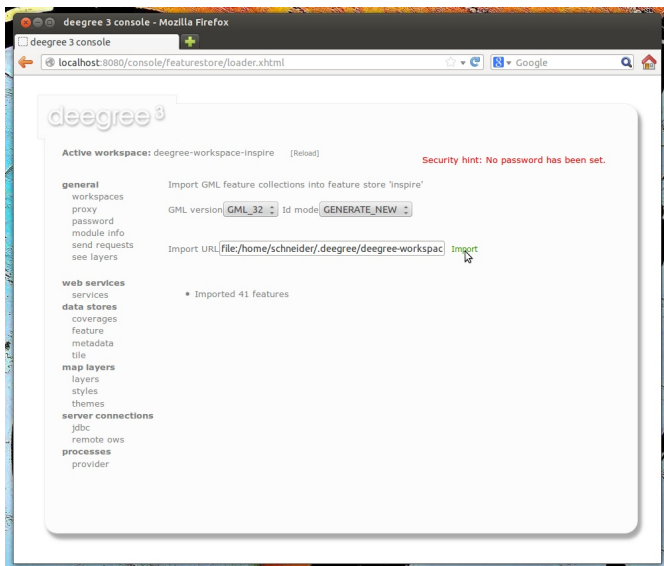 deegree 3 console - Mozilla Firefox
deegree 3 console
localhost:8080/console/featurestore/loader.xhtml
Google
deegree 3
Active workspace: deegree-workspace-inspire [Reload]
Security hint: No password has been set.
general
workspaces
proxy
password
module info
send requests
see layers
web services
services
data stores
coverages
feature
metadata
tile
map layers
layers
styles
themes
server connections
jdbc
remote ows
processes
provider
Import GML feature collections into feature store 'inspire'
GML version GML_32 Id mode GENERATE_NEW
Import URL file:/home/schneider/.deegree/deegree-workspac Import
Imported 41 features